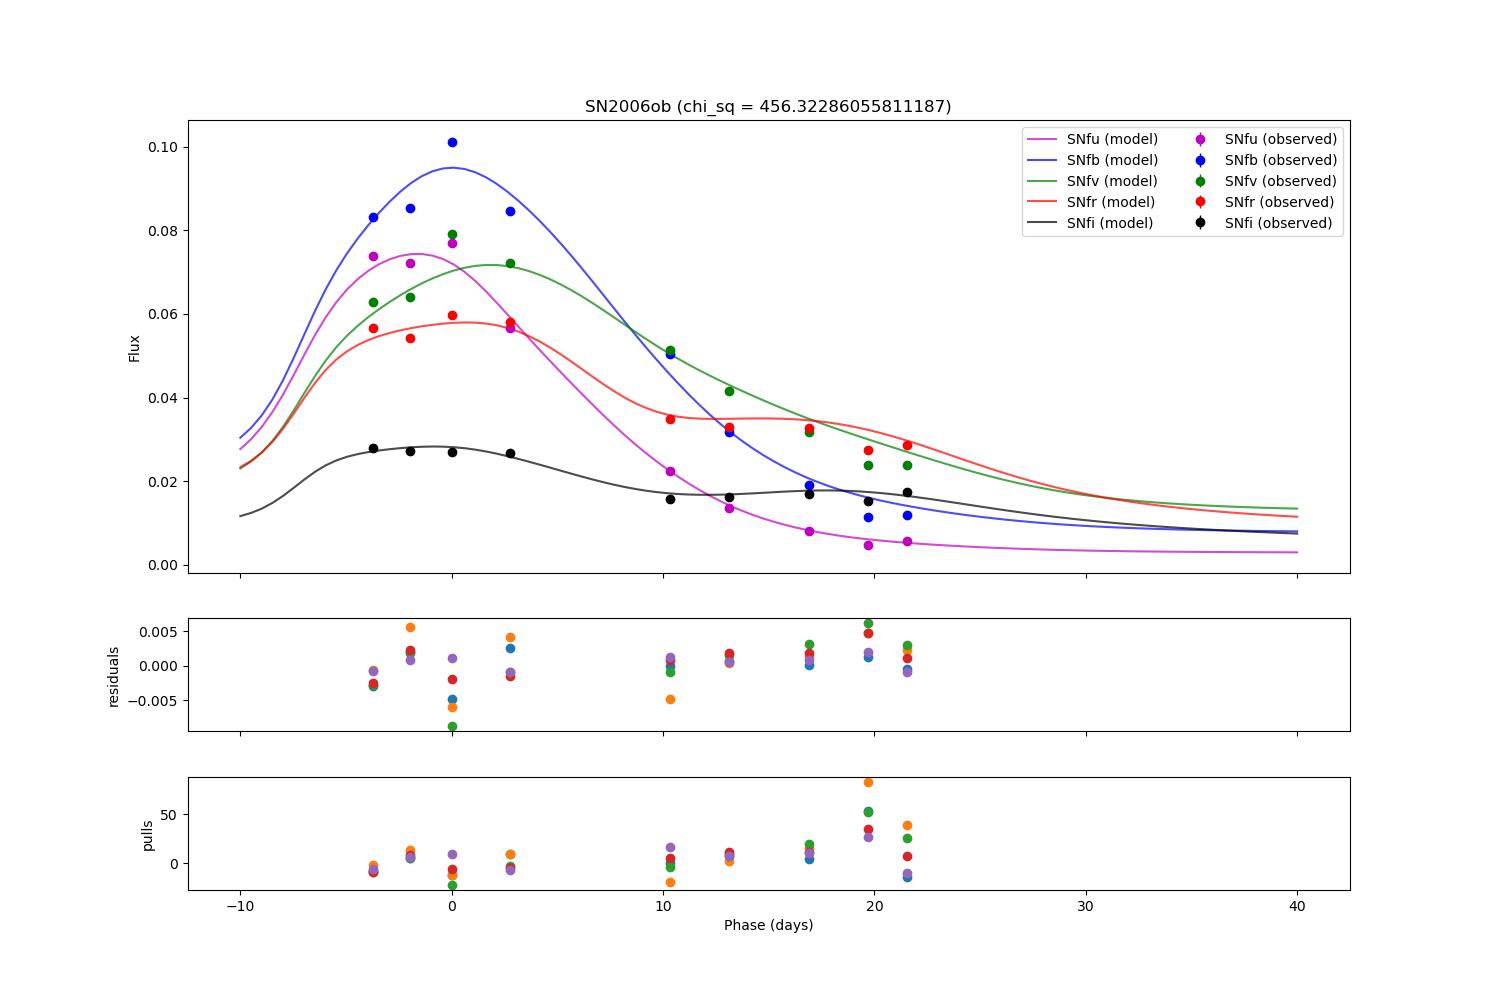 SN2006ob (chi_sq = 456.32286055811187)
SNfu (model) SNfu (observed)
SNfb (model) SNfb (observed)
SNfv (model) SNfv (observed)
SNfr (model) SNfr (observed)
SNfi (model) SNfi (observed)
Flux
0.10
0.08
0.06
0.04
0.02
0.00
residuals
0.005
0.000
−0.005
pulls
50
0
−10 0 10 20 30 40
Phase (days)